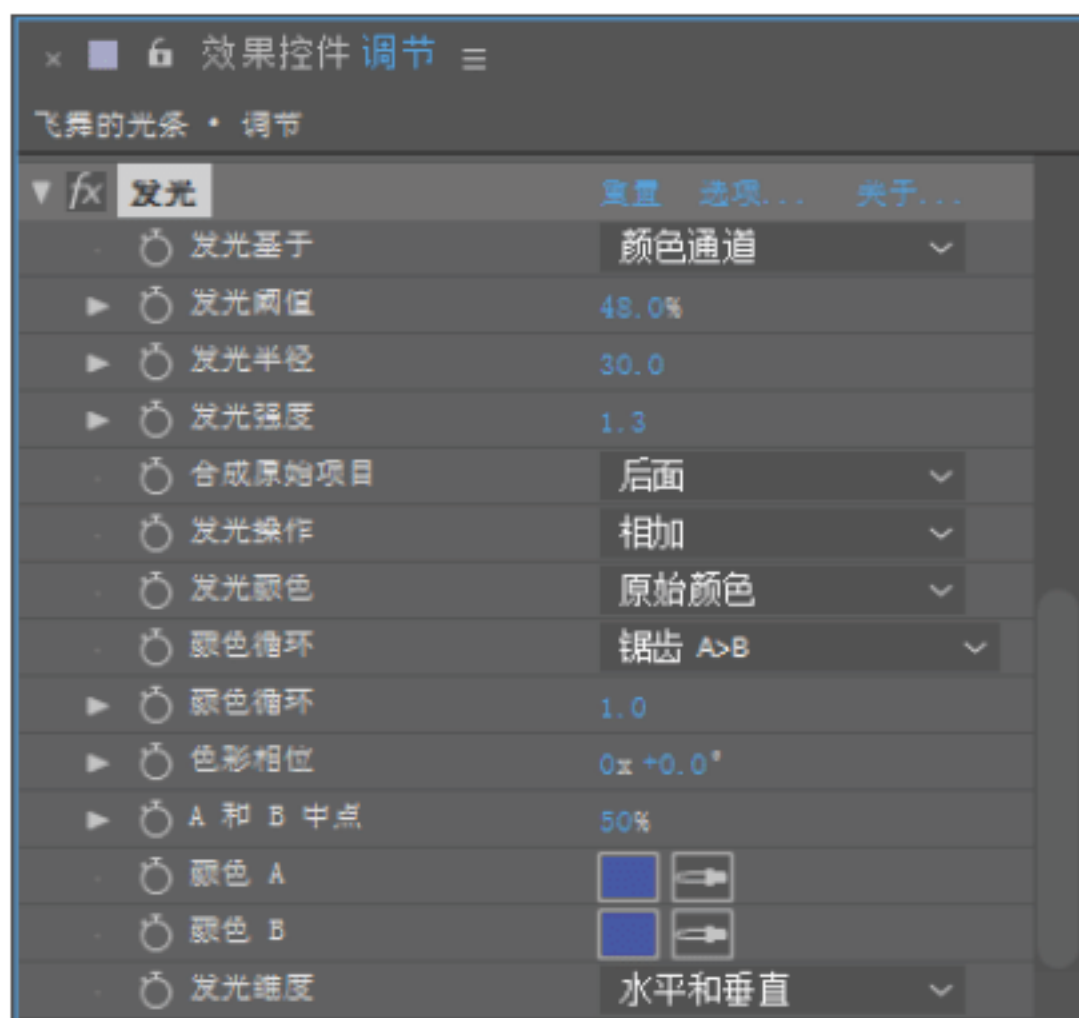 × 效果控件 调节 ≡
飞舞的光条 • 调节
fx 发光 重置 选项... 关于...
发光基于 颜色通道
发光阈值 48.0%
发光半径 30.0
发光强度 1.3
合成原始项目 后面
发光操作 相加
发光颜色 原始颜色
颜色循环 锯齿 A>B
颜色循环 1.0
色彩相位 0x +0.0°
A 和 B 中点 50%
颜色 A
颜色 B
发光维度 水平和垂直